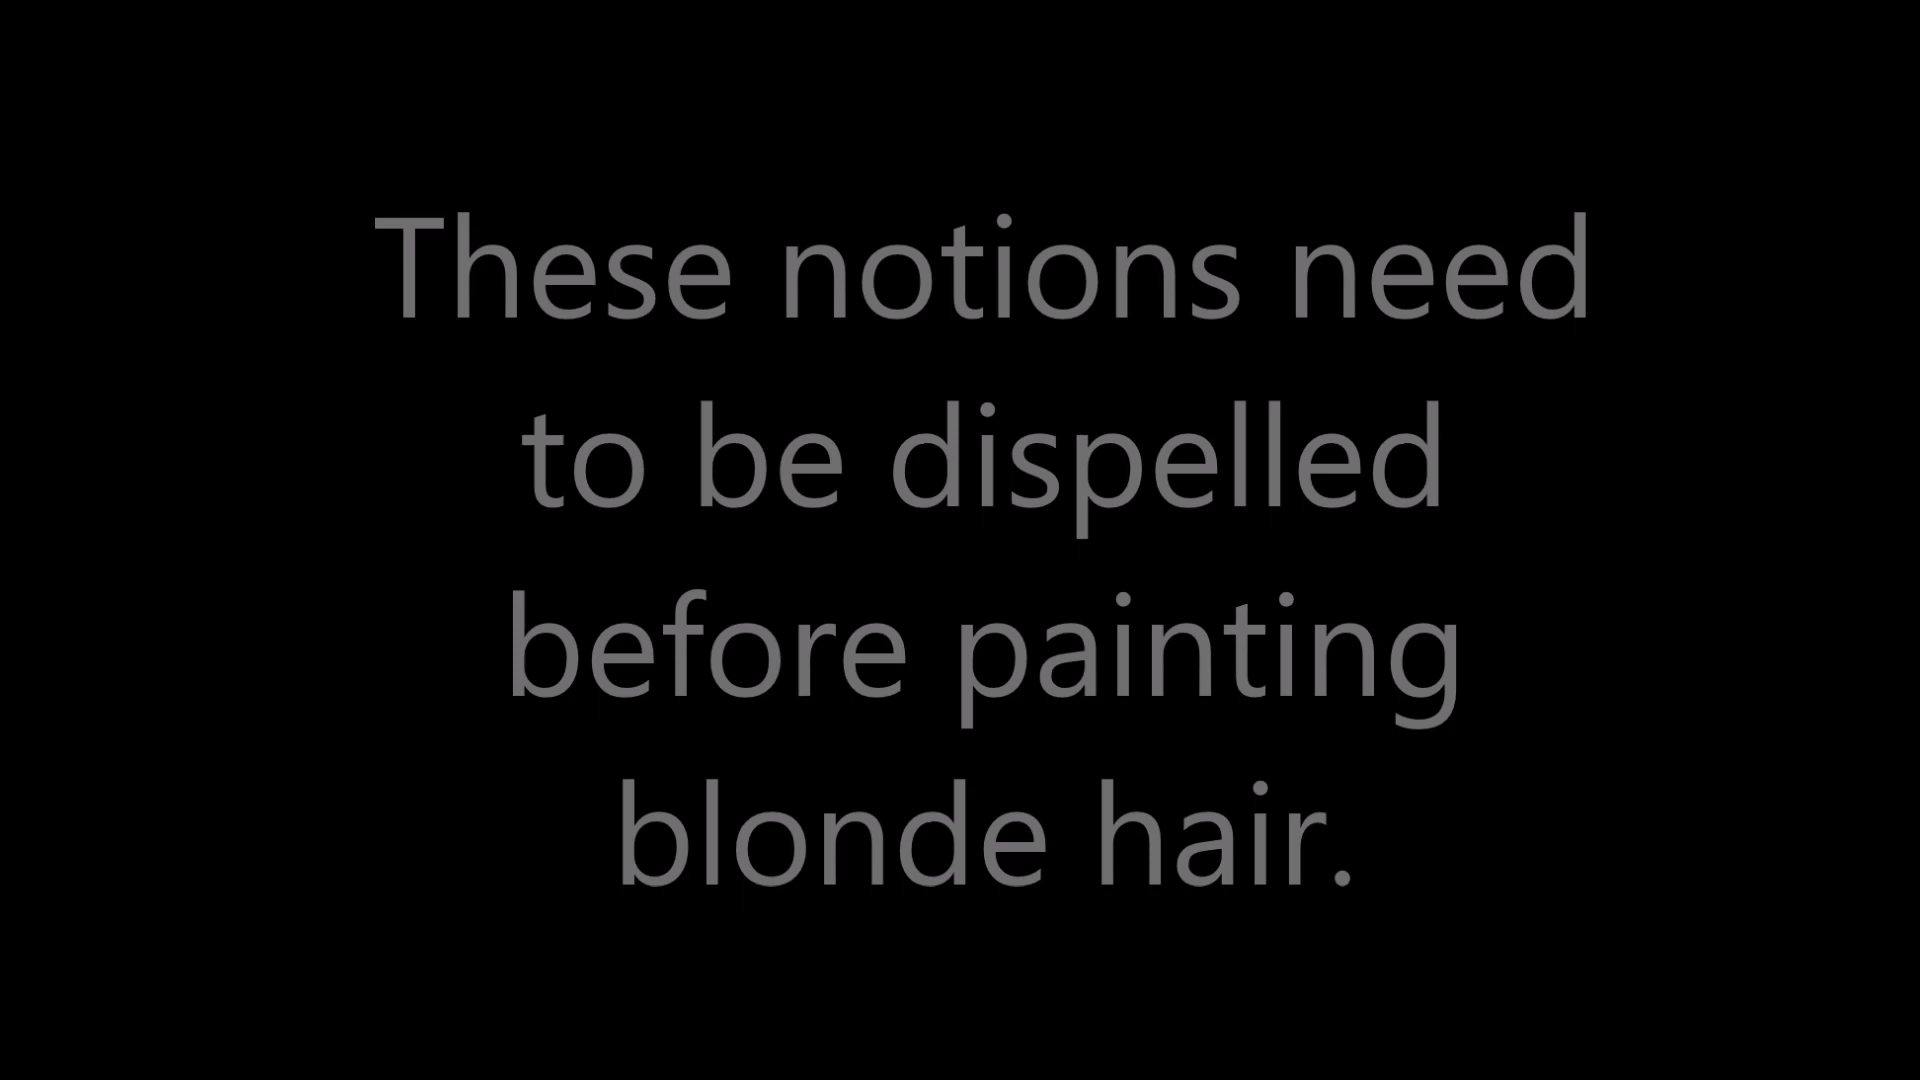 These notions need
to be dispelled
before painting
blonde hair.